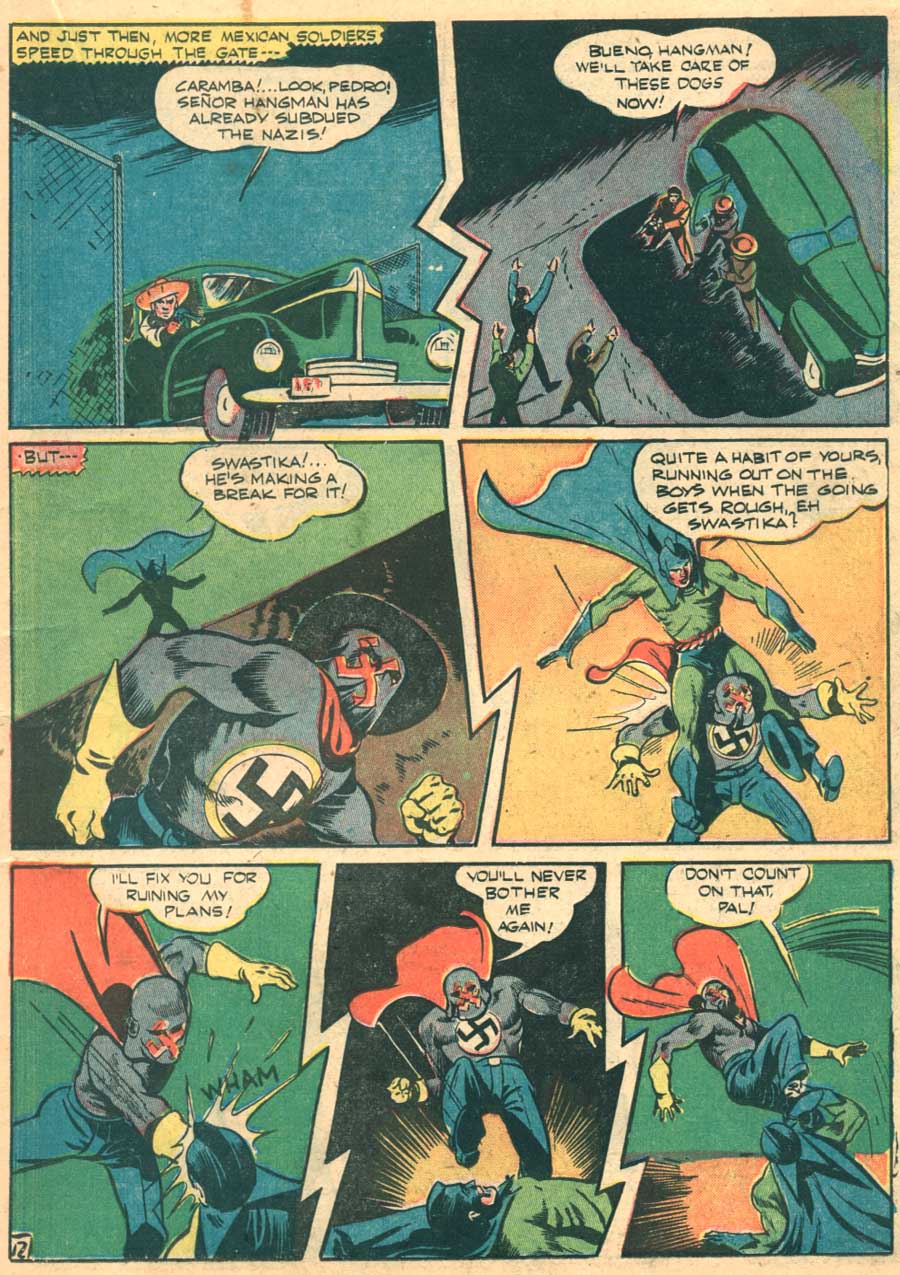 AND JUST THEN, MORE MEXICAN SOLDIERS
SPEED THROUGH THE GATE---
CARAMBA!...LOOK, PEDRO!
SEÑOR HANGMAN HAS
ALREADY SUBDUED
THE NAZIS!
BUENO, HANGMAN!
WE'LL TAKE CARE OF
THESE DOGS
NOW!
·BUT---
SWASTIKA!...
HE'S MAKING A
BREAK FOR IT!
QUITE A HABIT OF YOURS,
RUNNING OUT ON THE
BOYS WHEN THE GOING
GETS ROUGH, EH
SWASTIKA?
I'LL FIX YOU FOR
RUINING MY
PLANS!
WHAM
YOU'LL NEVER
BOTHER
ME
AGAIN!
DON'T COUNT
ON THAT,
PAL!
12